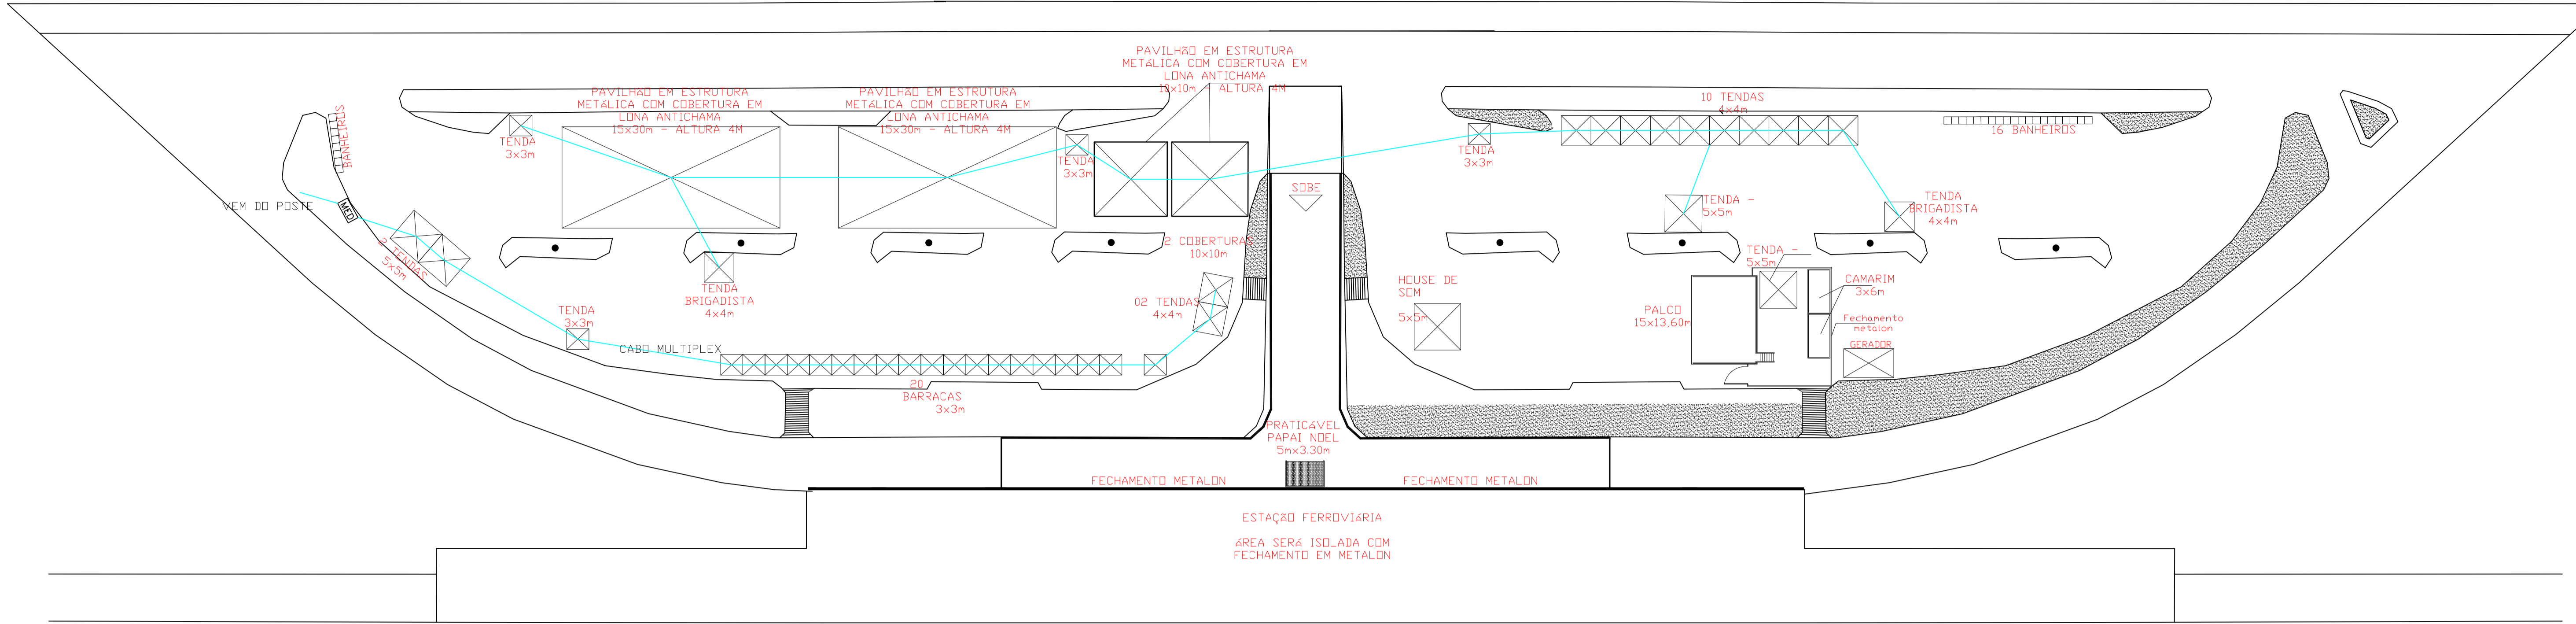 PAVILHãO EM ESTRUTURA
METáLICA COM COBERTURA EM
LONA ANTICHAMA
10x10m - ALTURA 4M
PAVILHãO EM ESTRUTURA
METáLICA COM COBERTURA EM
LONA ANTICHAMA
15x30m - ALTURA 4M
PAVILHãO EM ESTRUTURA
METáLICA COM COBERTURA EM
LONA ANTICHAMA
15x30m - ALTURA 4M
10 TENDAS
4x4m
16 BANHEIROS
BANHEIROS
TENDA
3x3m
TENDA
3x3m
TENDA
3x3m
SOBE
VEM DO POSTE
MED
TENDA -
5x5m
TENDA
BRIGADISTA
4x4m
2 TENDAS
5x5m
2 COBERTURAS
10x10m
TENDA -
5x5m
TENDA
BRIGADISTA
4x4m
HOUSE DE
SOM
5x5m
CAMARIM
3x6m
02 TENDAS
4x4m
TENDA
3x3m
PALCO
15x13,60m
Fechamento
metalon
GERADOR
CABO MULTIPLEX
20
BARRACAS
3x3m
PRATICáVEL
PAPAI NOEL
5mx3.30m
FECHAMENTO METALON
FECHAMENTO METALON
ESTAÇÃO FERROVIáRIA
áREA SERá ISOLADA COM
FECHAMENTO EM METALON